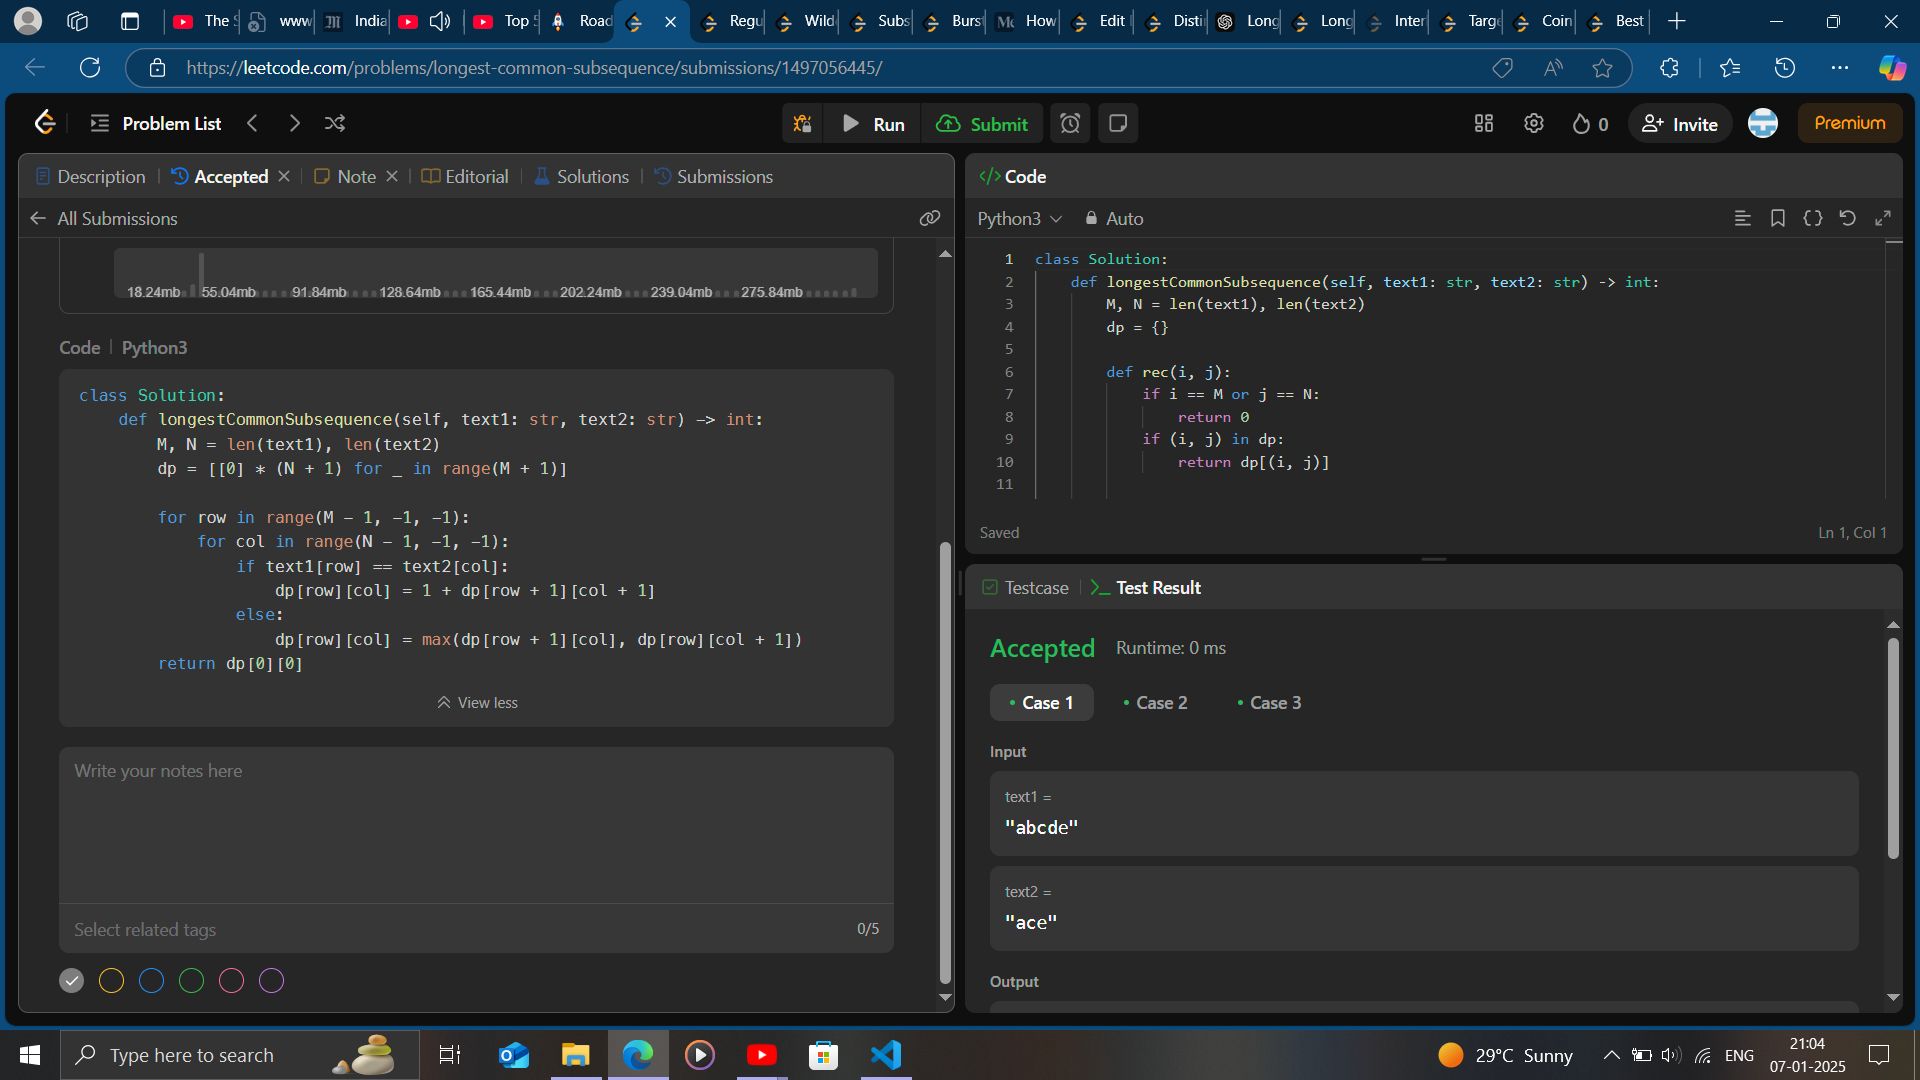 The S
www
India
Top 5
Road
Regu
Wild
Subs
Burst
How
Edit
Distin
Long
Long
Inter
Targe
Coin
Best
https://leetcode.com/problems/longest-common-subsequence/submissions/1497056445/
Problem List
Run
Submit
0
Invite
Premium
Description
Accepted
Note
Editorial
Solutions
Submissions
All Submissions
18.24mb 55.04mb 91.84mb 128.64mb 165.44mb 202.24mb 239.04mb 275.84mb
Code | Python3
class Solution:
def longestCommonSubsequence(self, text1: str, text2: str) -> int:
M, N = len(text1), len(text2)
dp = [[0] * (N + 1) for _ in range(M + 1)]
for row in range(M - 1, -1, -1):
for col in range(N - 1, -1, -1):
if text1[row] == text2[col]:
dp[row][col] = 1 + dp[row + 1][col + 1]
else:
dp[row][col] = max(dp[row + 1][col], dp[row][col + 1])
return dp[0][0]
View less
Write your notes here
Select related tags
0/5
</> Code
Python3
Auto
1 class Solution:
2 def longestCommonSubsequence(self, text1: str, text2: str) -> int:
3 M, N = len(text1), len(text2)
4 dp = {}
5
6 def rec(i, j):
7 if i == M or j == N:
8 return 0
9 if (i, j) in dp:
10 return dp[(i, j)]
11
Saved
Ln 1, Col 1
Testcase
Test Result
Accepted
Runtime: 0 ms
Case 1
Case 2
Case 3
Input
text1 =
"abcde"
text2 =
"ace"
Output
Type here to search
29°C Sunny
ENG
21:04
07-01-2025